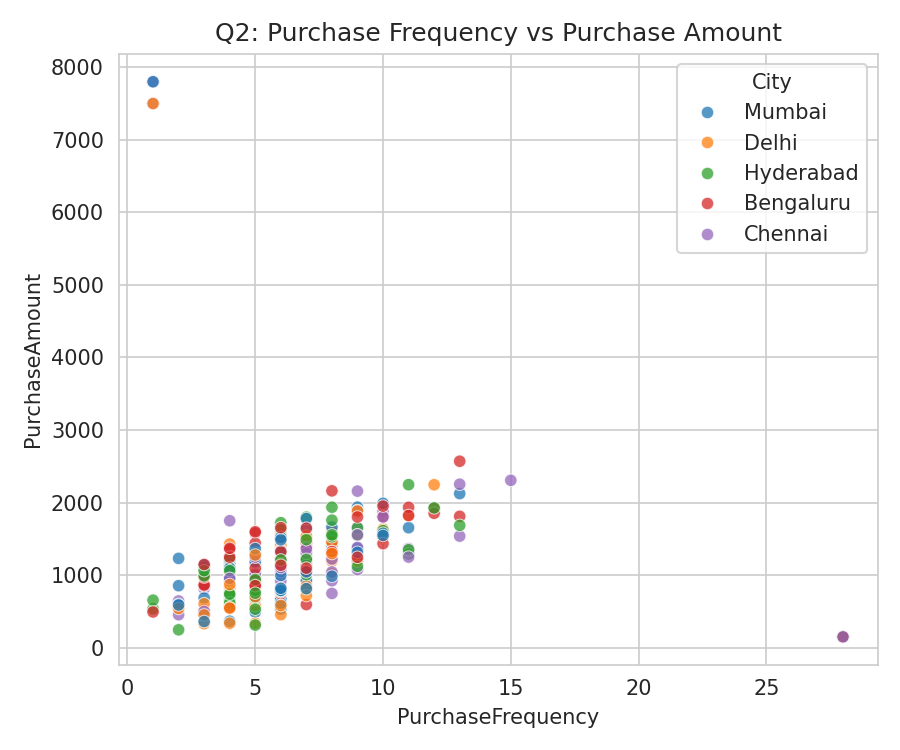 Q2: Purchase Frequency vs Purchase Amount
8000
7000
6000
5000
4000
3000
2000
1000
0
PurchaseAmount
City
Mumbai
Delhi
Hyderabad
Bengaluru
Chennai
0 5 10 15 20 25
PurchaseFrequency